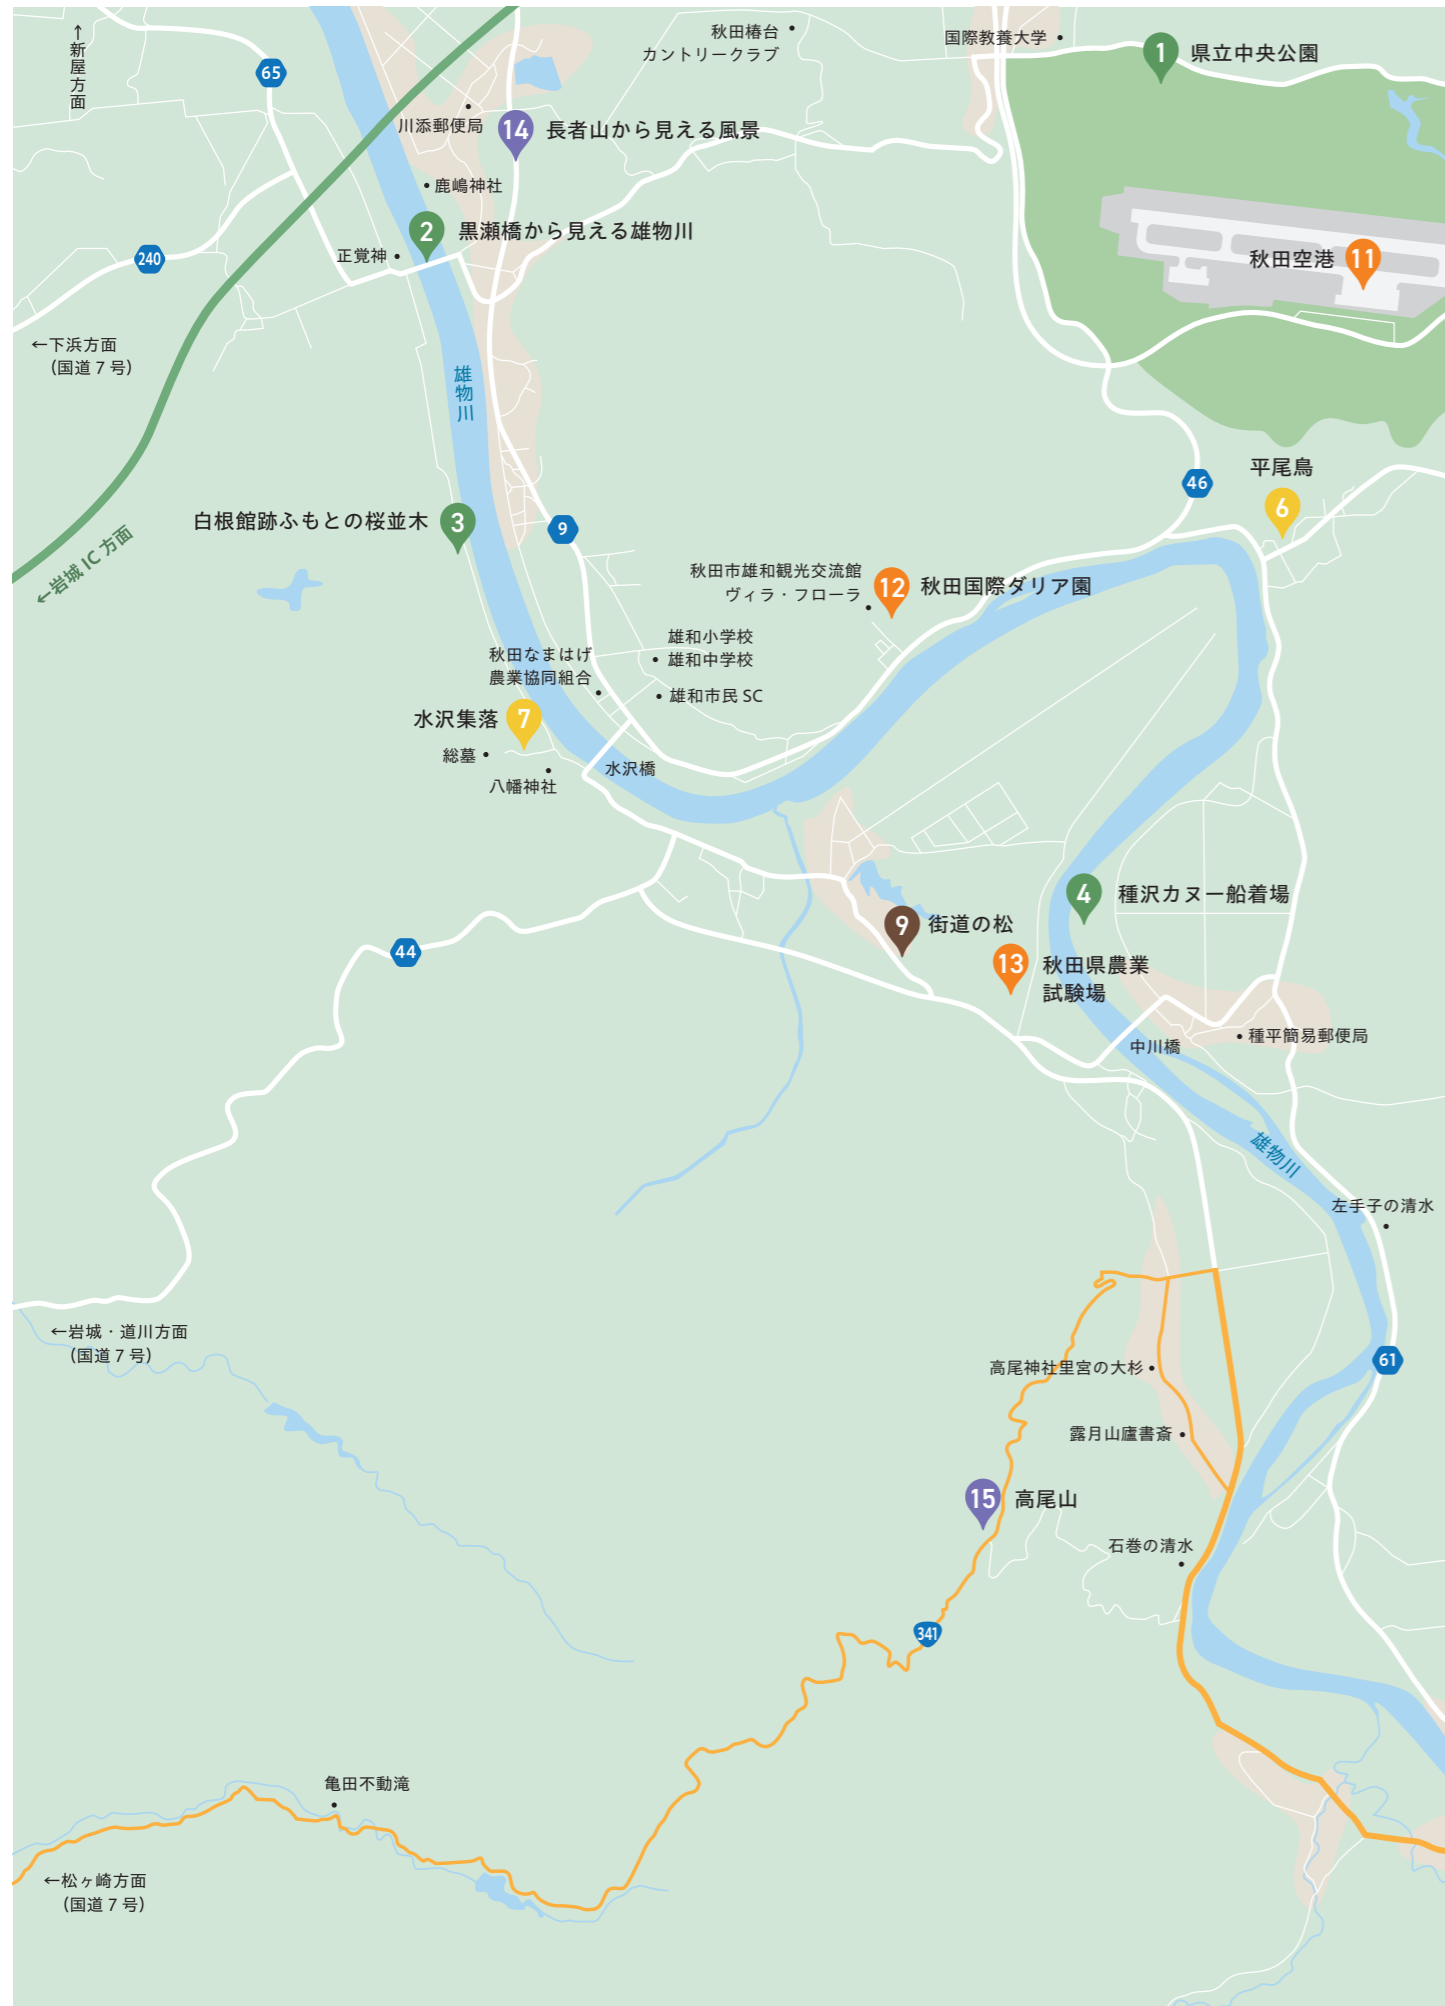 ↑新屋方面
65
秋田椿台
カントリークラブ
国際教養大学
1 県立中央公園
川添郵便局
14 長者山から見える風景
鹿嶋神社
2 黒瀬橋から見える雄物川
正覚神
240
秋田空港 11
←下浜方面
(国道7号)
雄物川
平尾鳥
46
6
白根館跡ふもとの桜並木 3
9
←岩城IC方面
秋田市雄和観光交流館
ヴィラ・フローラ
12 秋田国際ダリア園
雄和小学校
雄和中学校
秋田なまはげ
農業協同組合
雄和市民SC
水沢集落 7
総墓
八幡神社
水沢橋
4 種沢カヌー船着場
9 街道の松
44
13 秋田県農業
試験場
種平簡易郵便局
中川橋
雄物川
左手子の清水
←岩城・道川方面
(国道7号)
高尾神社里宮の大杉
61
露月山廬書斎
15 高尾山
石巻の清水
341
亀田不動滝
←松ヶ崎方面
(国道7号)